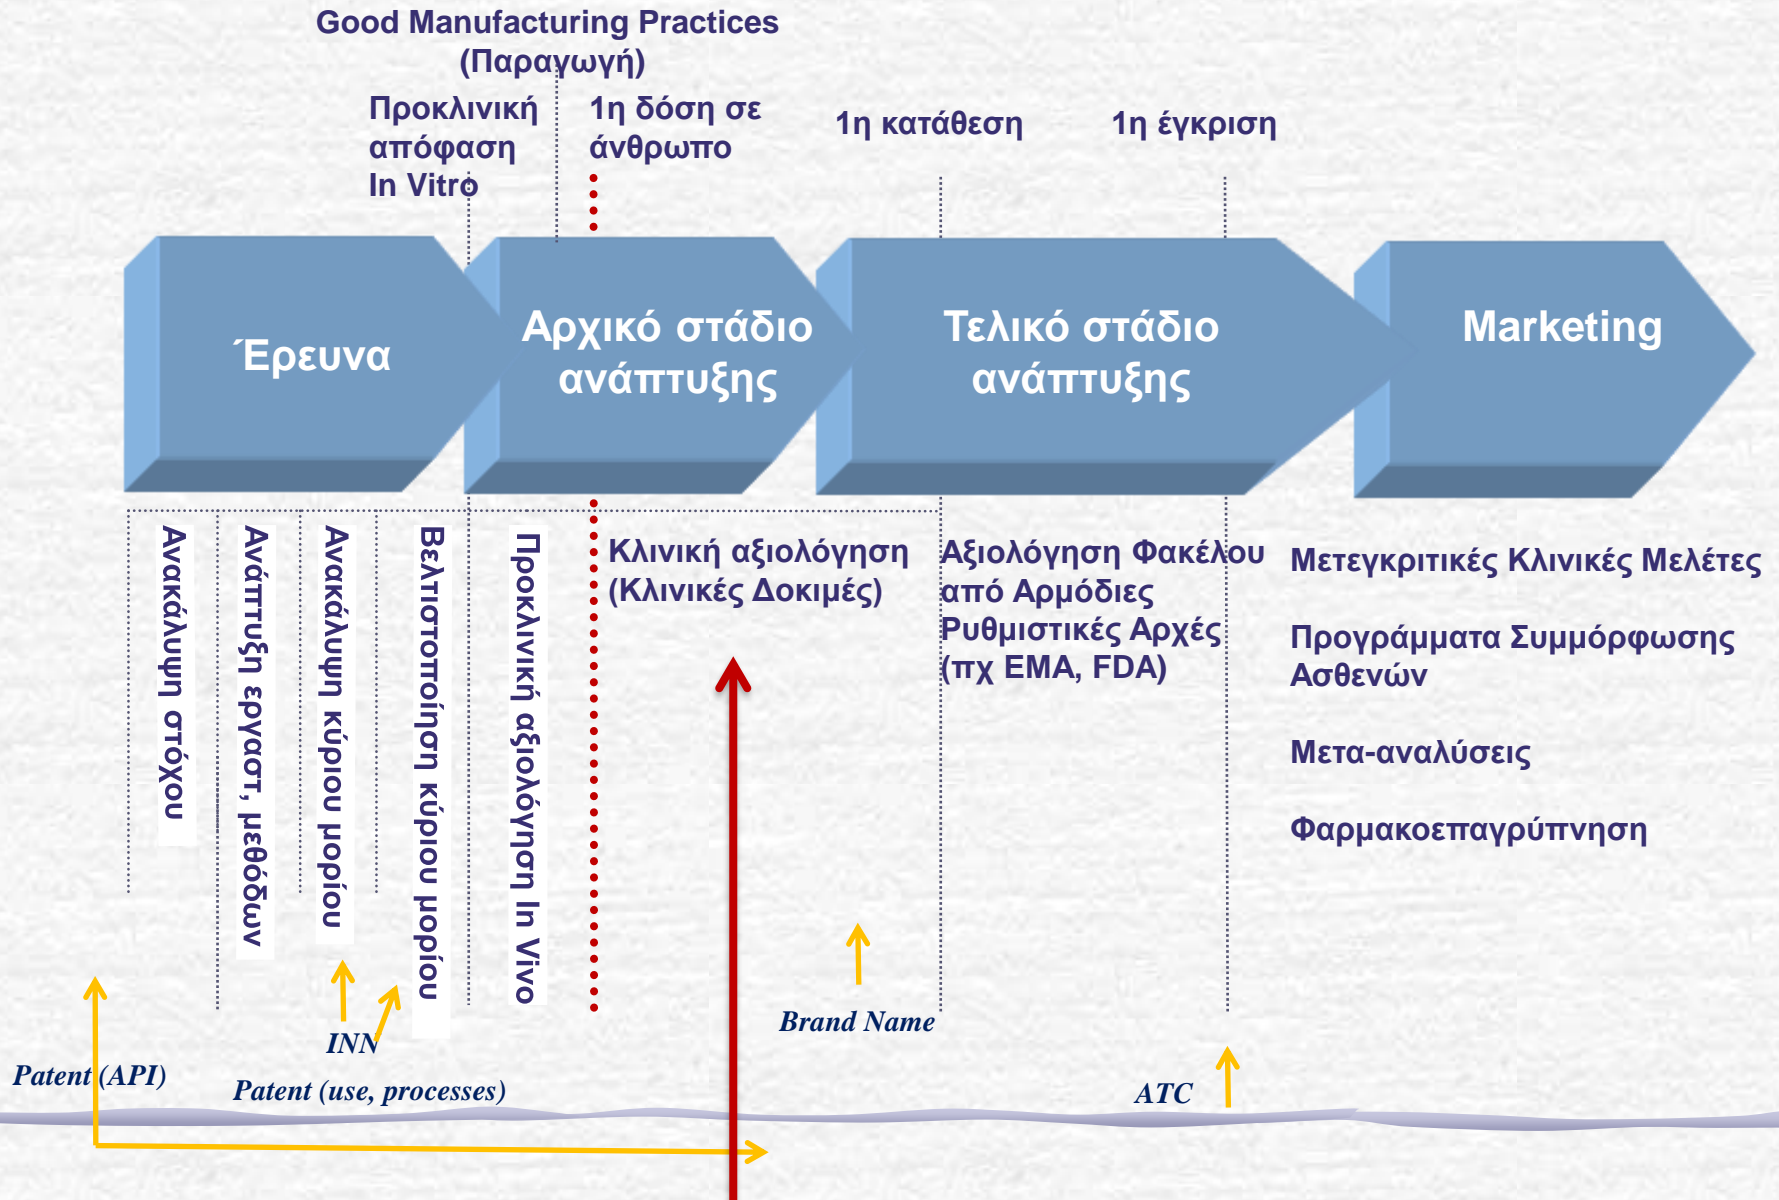 Good Manufacturing Practices
(Παραγωγή)
Προκλινική
απόφαση
In Vitro
1η δόση σε
άνθρωπο
1η κατάθεση
1η έγκριση
Έρευνα
Αρχικό στάδιο
ανάπτυξης
Τελικό στάδιο
ανάπτυξης
Marketing
Ανακάλυψη στόχου
Ανάπτυξη εργαστ, μεθόδων
Ανακάλυψη κύριου μορίου
Βελτιστοποίηση κύριου μορίου
Προκλινική αξιολόγηση In Vivo
Κλινική αξιολόγηση
(Κλινικές Δοκιμές)
Αξιολόγηση Φακέλου
από Αρμόδιες
Ρυθμιστικές Αρχές
(πχ EMA, FDA)
Μετεγκριτικές Κλινικές Μελέτες
Προγράμματα Συμμόρφωσης
Ασθενών
Μετα-αναλύσεις
Φαρμακοεπαγρύπνηση
Patent (API)
INN
Patent (use, processes)
Brand Name
ATC